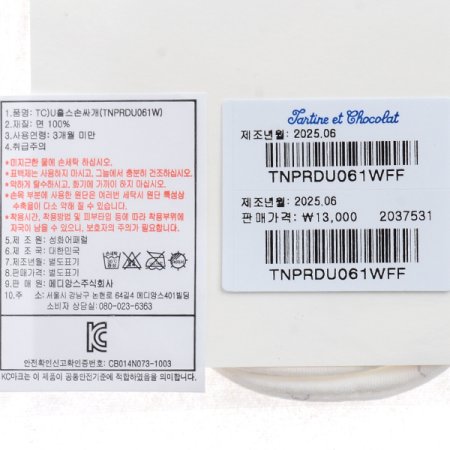 1.품명: TC)U홀스손싸개(TNPRDU061W)
2.재질: 면 100%
3.사용연령: 3개월 미만
4.취급주의
*미지근한 물에 손세탁 하십시오.
*표백제는 사용하지 마시고, 그늘에서 충분히 건조하십시오.
*약하게 탈수하시고, 화기에 가까이 하지 마십시오.
*손목 부분에 사용한 원단은 여러번 세탁시 원단 특성상
수축율이 다소 약해 질 수 있습니다.
*착용시간, 착용방법 및 피부타입 등에 따라 착용부위에
자국이 남을 수 있으니, 보호자의 주의가 필요합니다.
5.제 조 원: 성화어패럴
6.제 조 국: 대한민국
7.제조년월: 별도표기
8.판매가격: 별도표기
9.판 매 원: 메디앙스주식회사
10.주 소: 서울시 강남구 논현로 64길4 메디앙스401빌딩
소비자 상담실: 080-023-6363
안전확인신고확인증번호: CB014N073-1003
KC마크는 이 제품이 공통안전기준에 적합하였음을 의미합니다.
Tartine et Chocolat
제조년월: 2025.06
TNPRDU061WFF
제조년월: 2025.06
판매가격: ₩13,000 2037531
TNPRDU061WFF